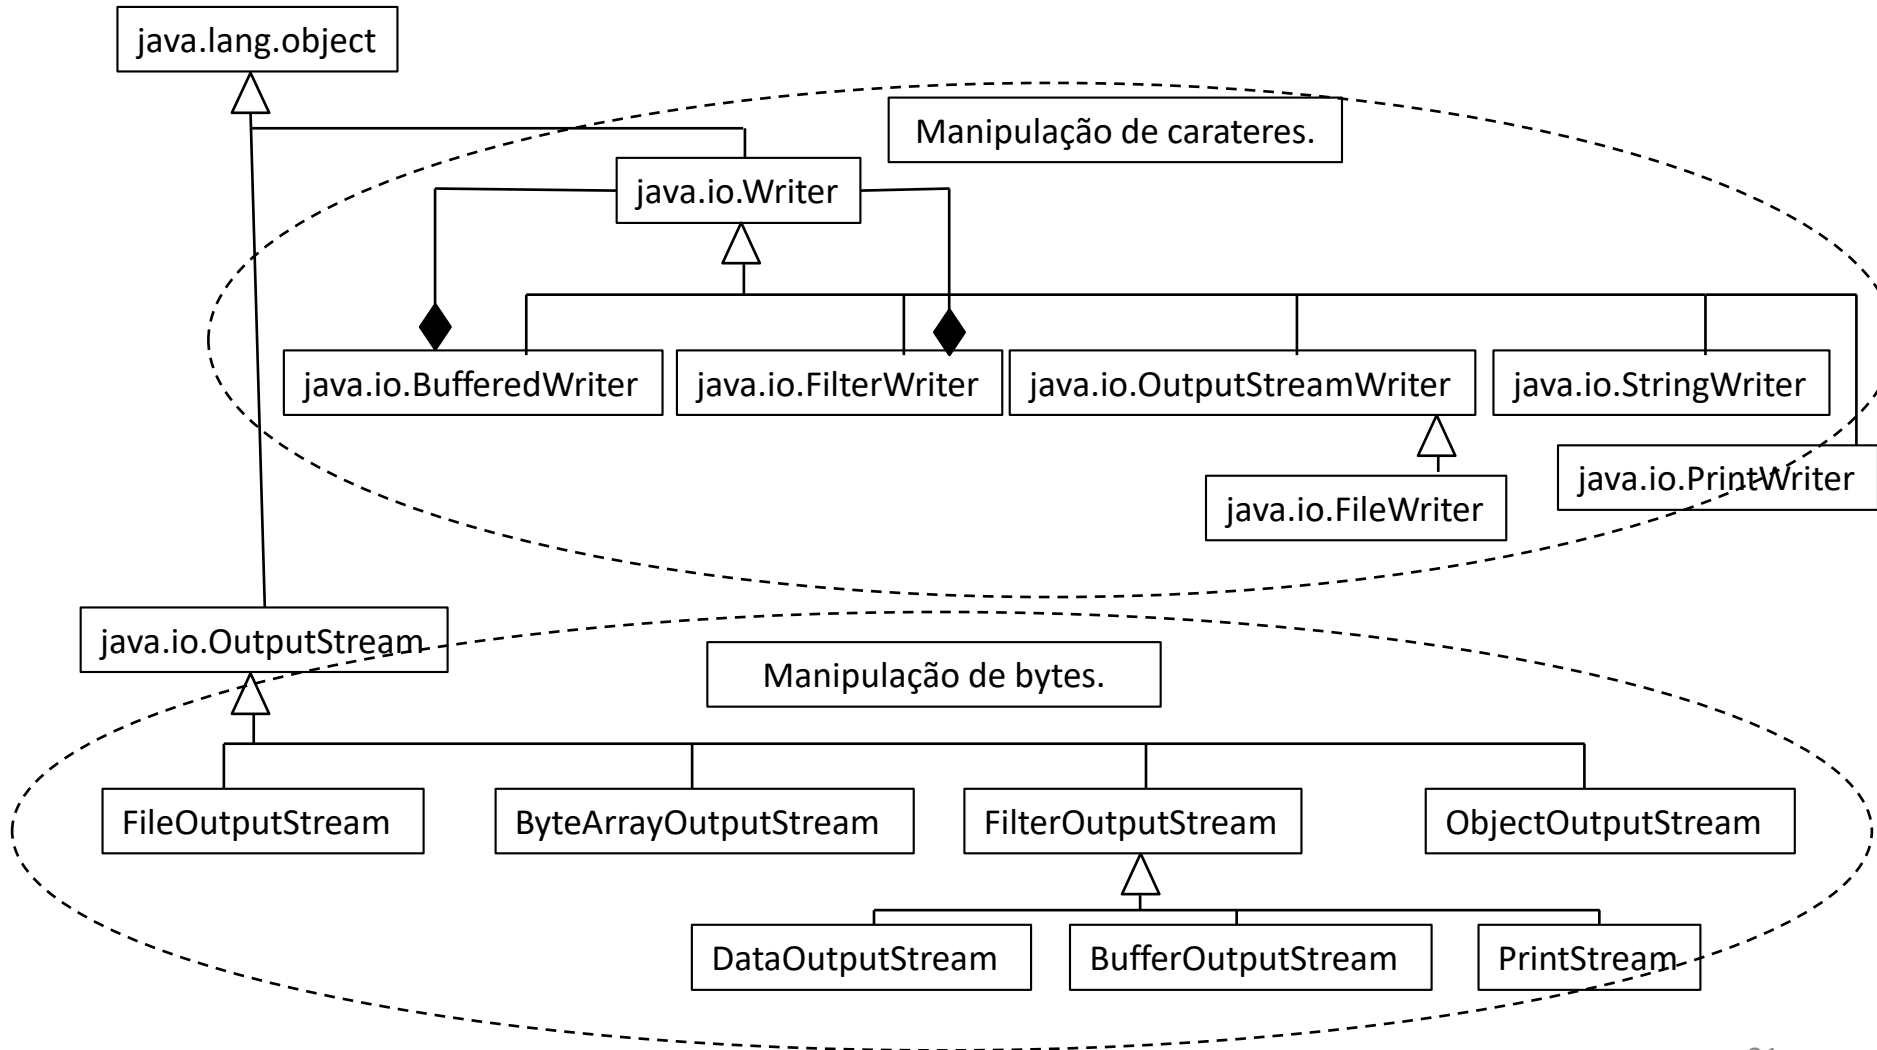 java.lang.object
Manipulação de carateres.
java.io.Writer
java.io.BufferedWriter
java.io.FilterWriter
java.io.OutputStreamWriter
java.io.StringWriter
java.io.PrintWriter
java.io.FileWriter
java.io.OutputStream
Manipulação de bytes.
FileOutputStream
ByteArrayOutputStream
FilterOutputStream
ObjectOutputStream
DataOutputStream
BufferOutputStream
PrintStream